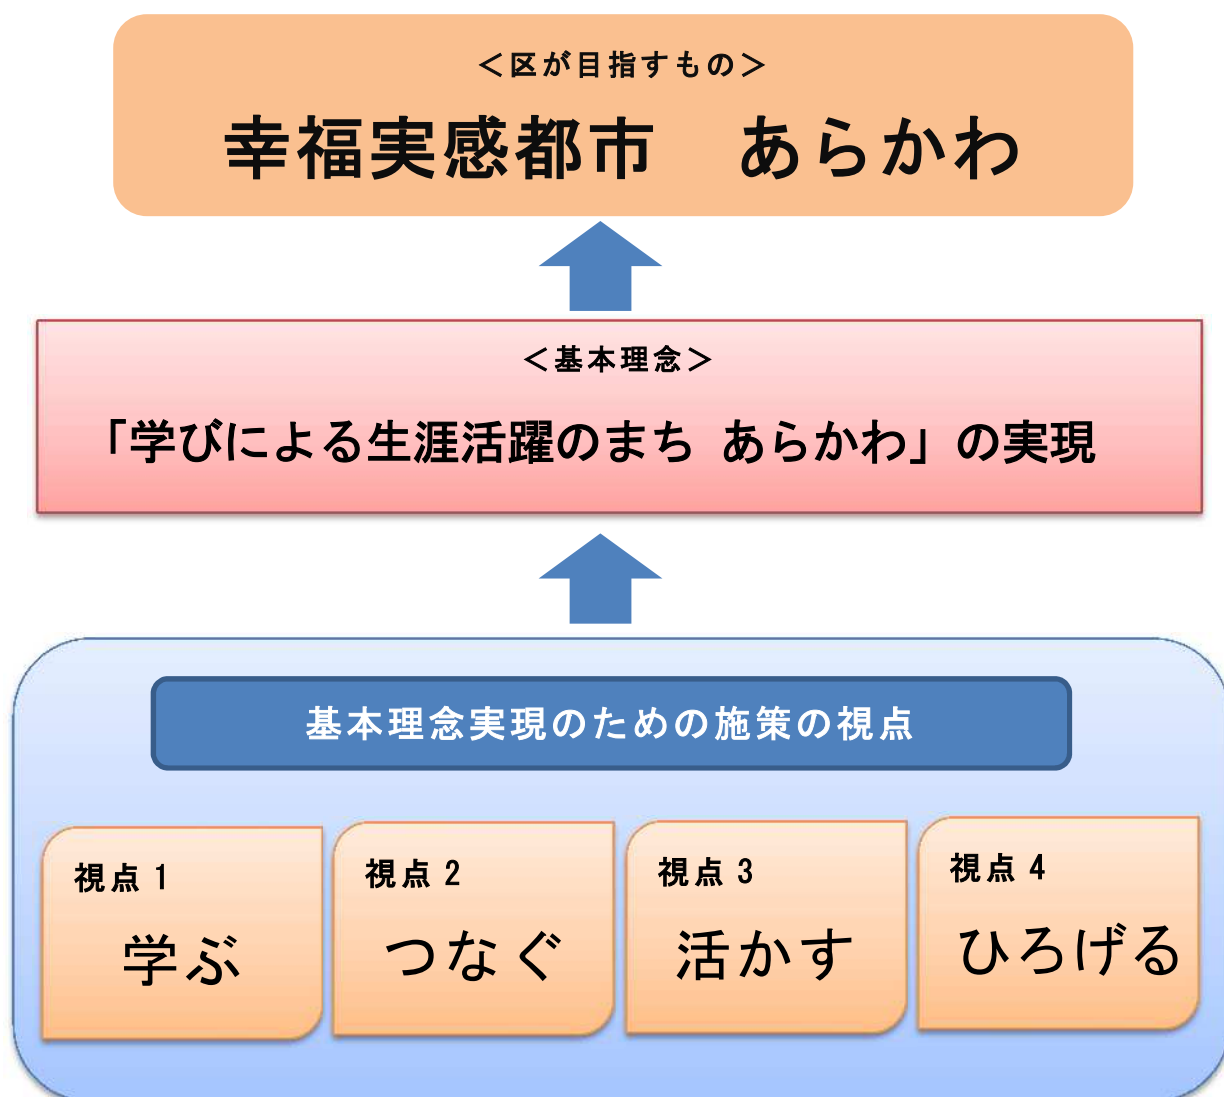 ＜区が目指すもの＞
幸福実感都市　あらかわ
＜基本理念＞
「学びによる生涯活躍のまち あらかわ」の実現
基本理念実現のための施策の視点
視点 1
学ぶ
視点 2
つなぐ
視点 3
活かす
視点 4
ひろげる